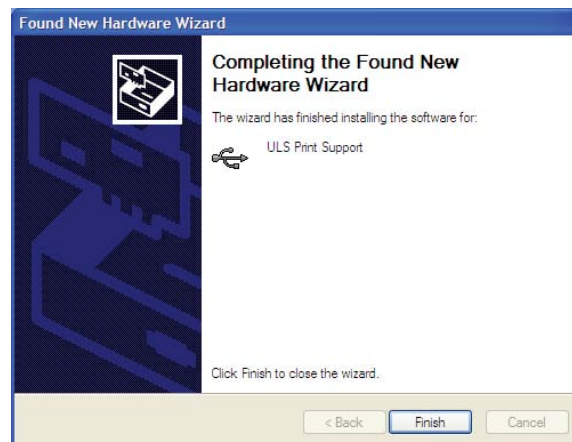 Found New Hardware Wizard
Completing the Found New
Hardware Wizard
The wizard has finished installing the software for:
ULS Print Support
Click Finish to close the wizard.
< Back
Finish
Cancel